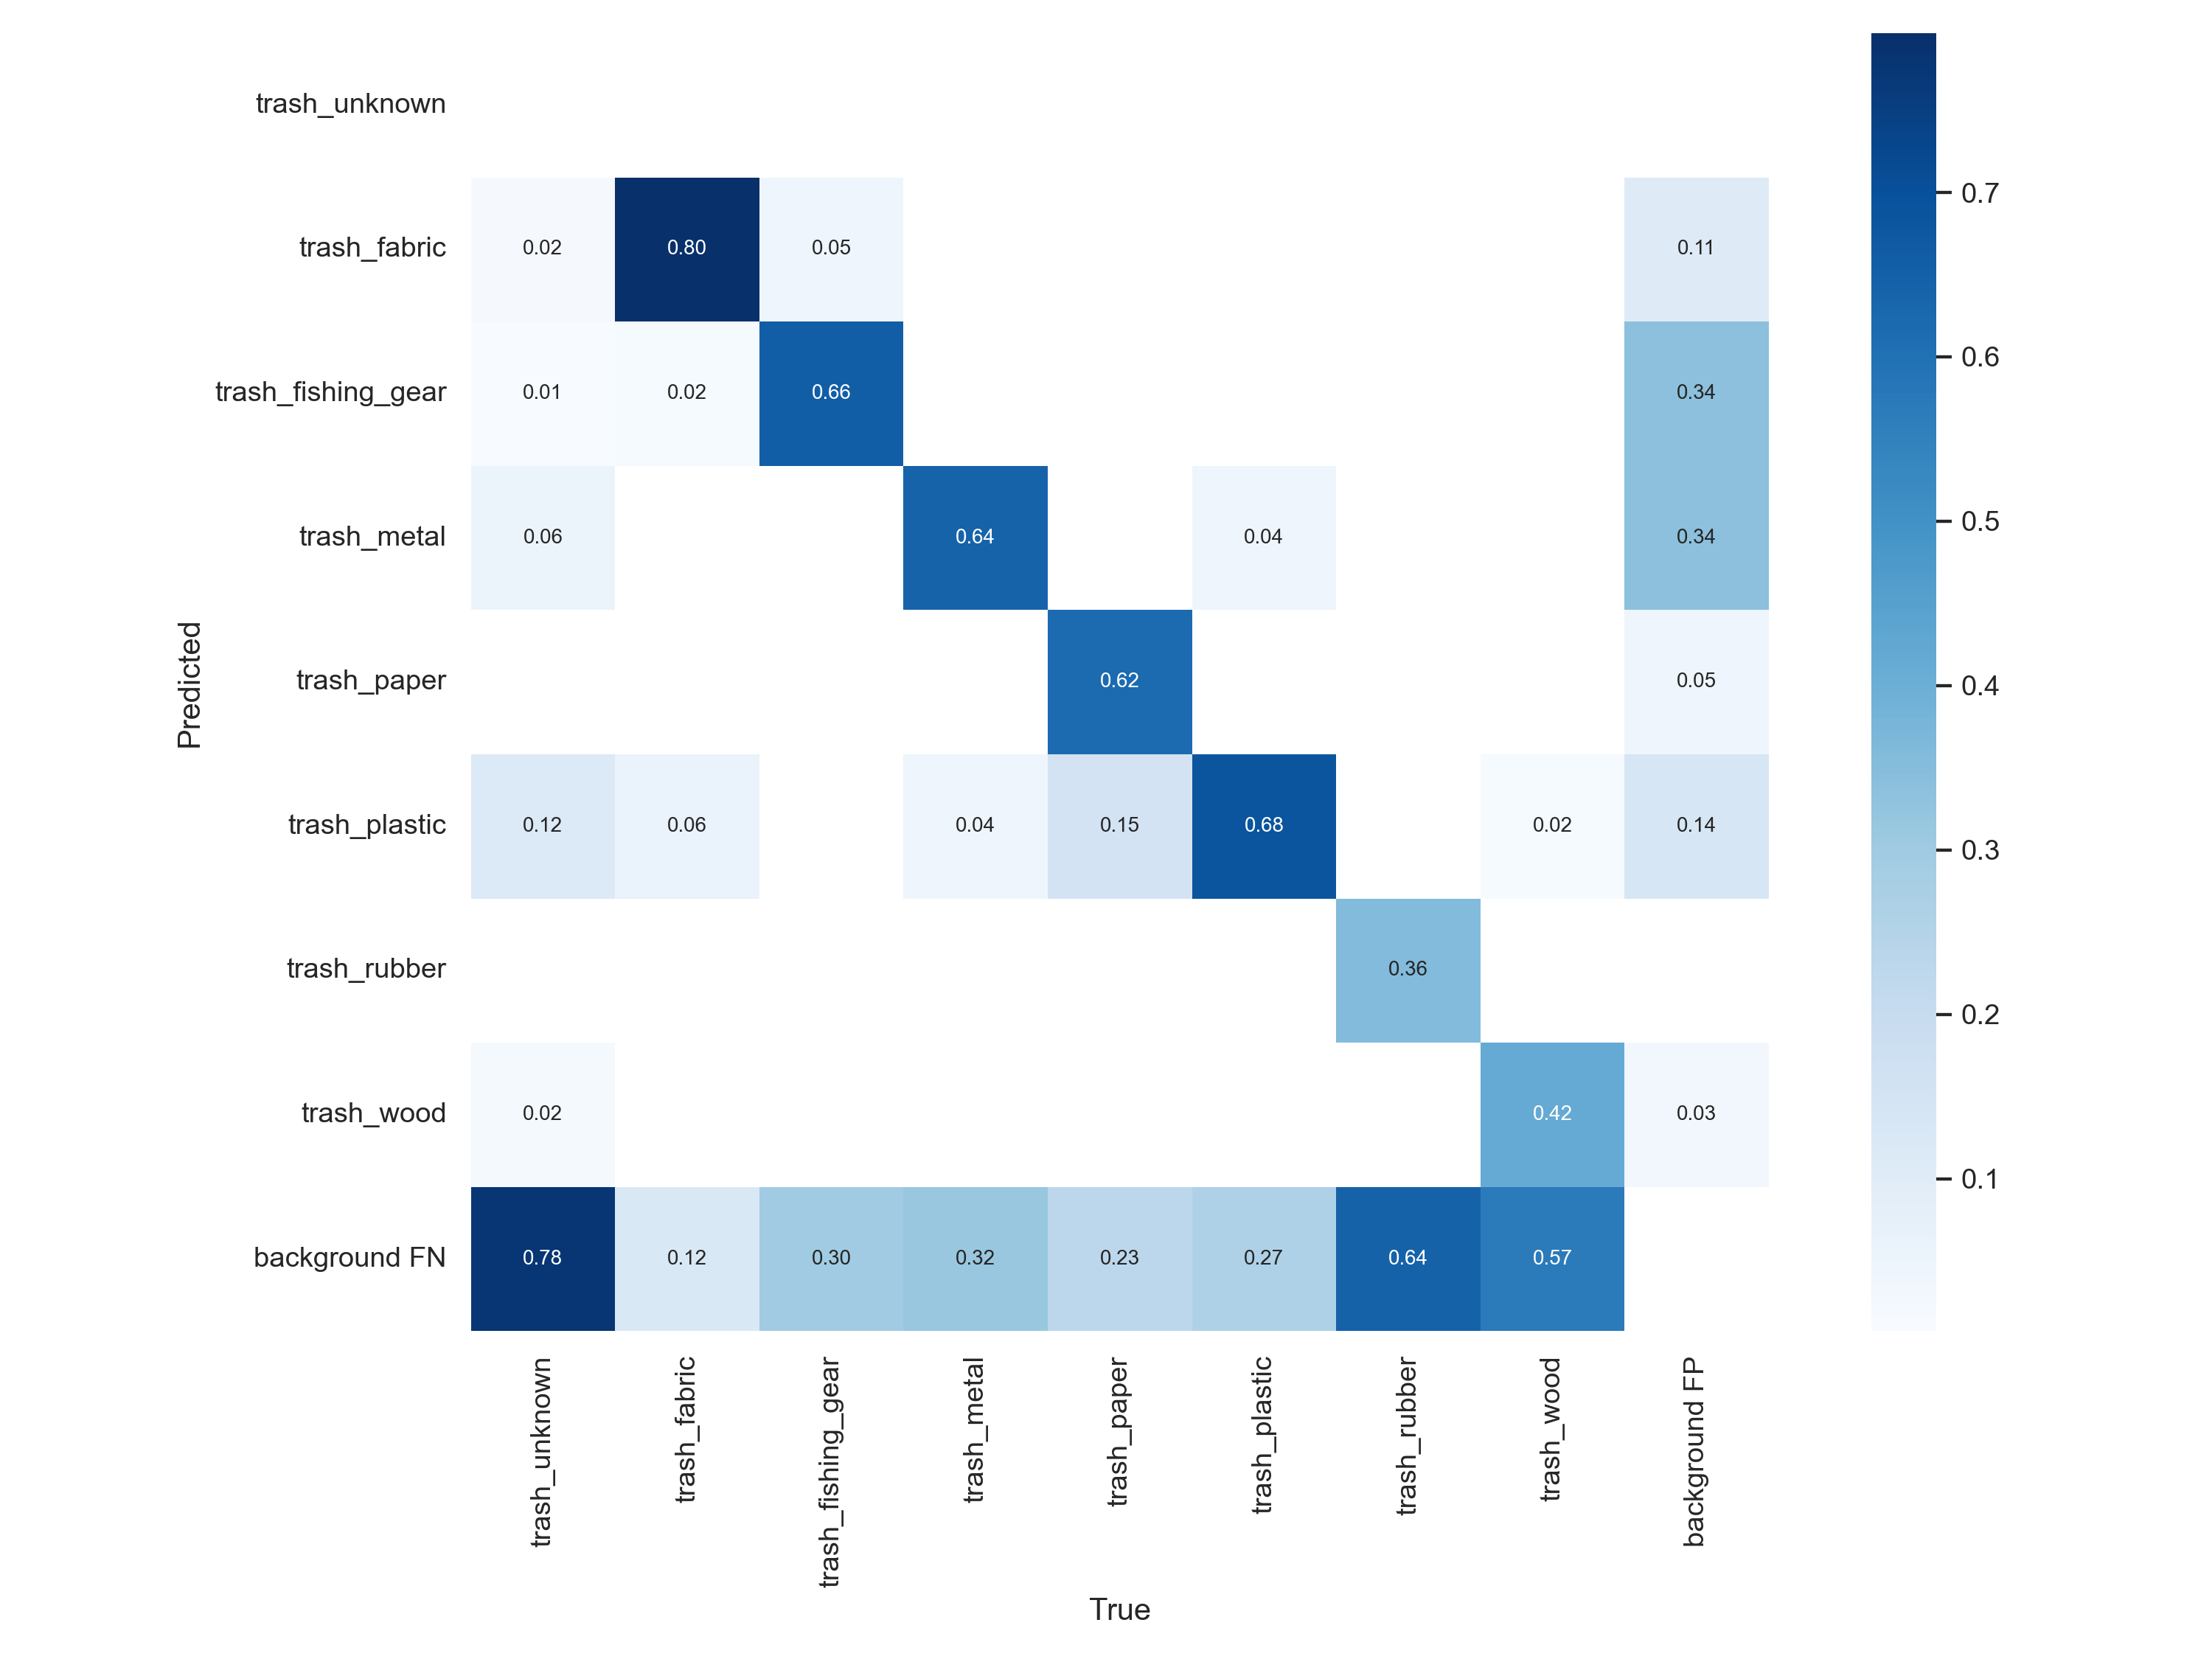 trash_unknown
trash_fabric 0.02 0.80 0.05 0.11 0.7
trash_fishing_gear 0.01 0.02 0.66 0.34 0.6
trash_metal 0.06 0.64 0.04 0.34 0.5
Predicted
trash_paper 0.62 0.05 0.4
trash_plastic 0.12 0.06 0.04 0.15 0.68 0.02 0.14 0.3
trash_rubber 0.36 0.2
trash_wood 0.02 0.42 0.03 0.1
background FN 0.78 0.12 0.30 0.32 0.23 0.27 0.64 0.57
trash_unknown
trash_fabric
trash_fishing_gear
trash_metal
trash_paper
trash_plastic
trash_rubber
trash_wood
background FP
True